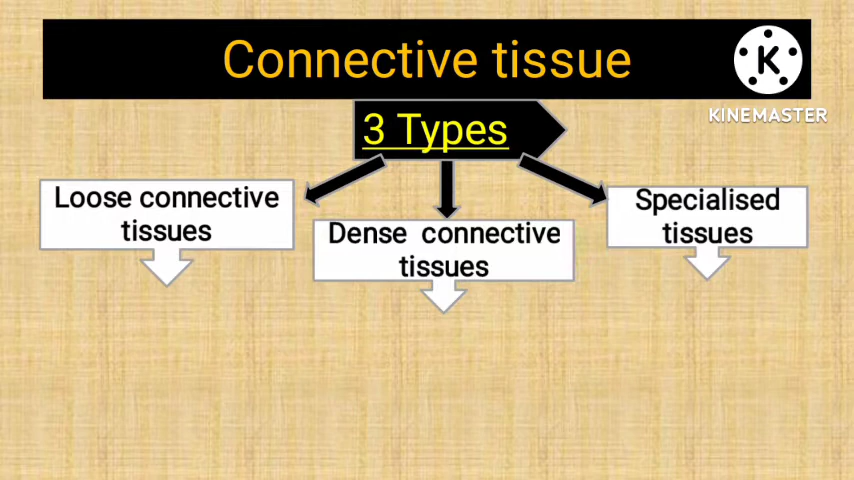 Connective tissue
K
KINEMASTER
3 Types
Loose connective
tissues
Dense connective
tissues
Specialised
tissues